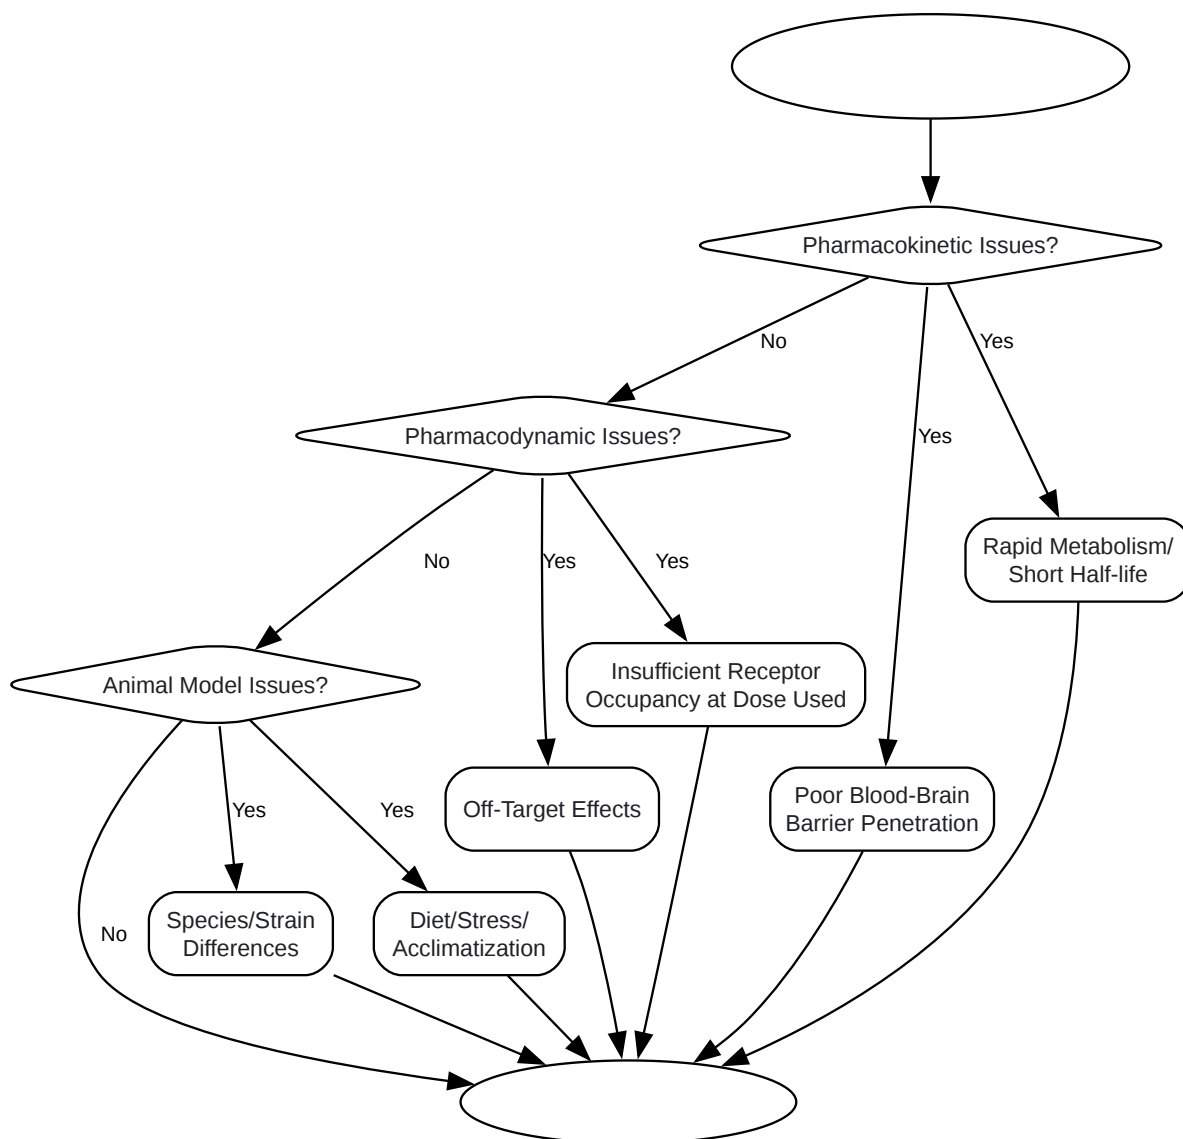 Pharmacokinetic Issues?
No
Yes
Pharmacodynamic Issues?
Yes
Rapid Metabolism/
Short Half-life
No
Yes
Yes
Insufficient Receptor
Occupancy at Dose Used
Animal Model Issues?
Off-Target Effects
Poor Blood-Brain
Barrier Penetration
Yes
Yes
No
Species/Strain
Differences
Diet/Stress/
Acclimatization